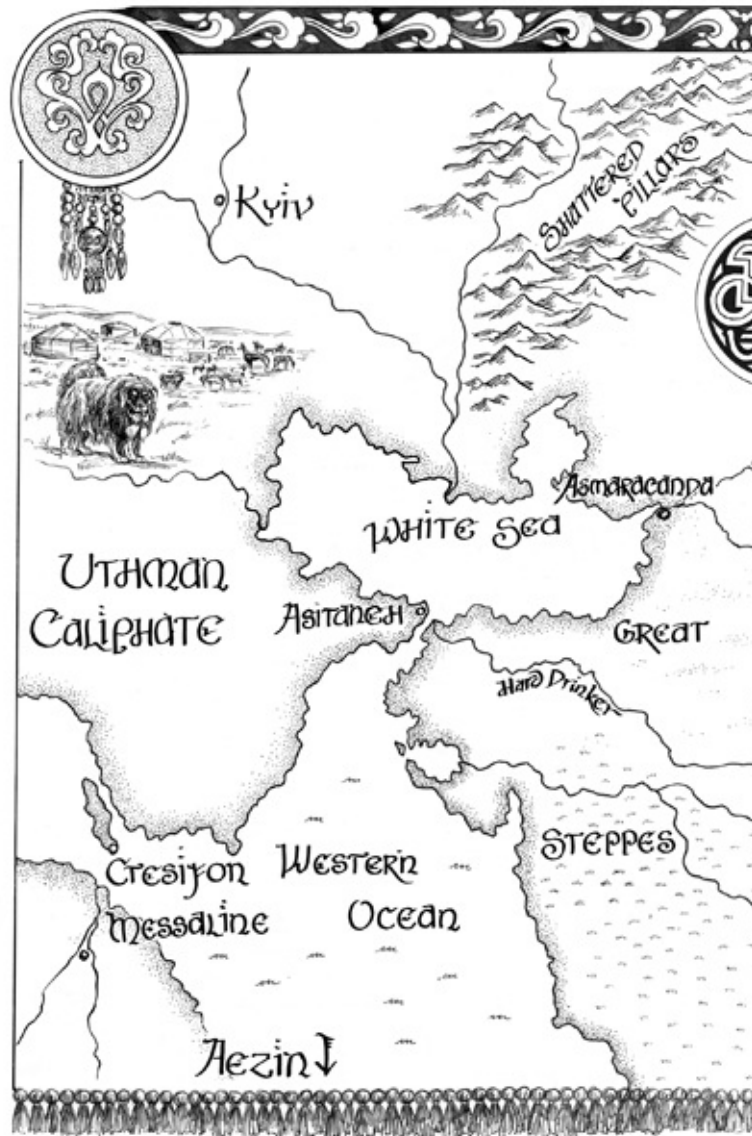 Kyiv
Shattered
Pillars
Asmaracanda
White Sea
Uthman
Caliphate
Asitaneh
Great
Hard Drinker
Steppes
Ctesifon
Western
Messaline
Ocean
Aezin